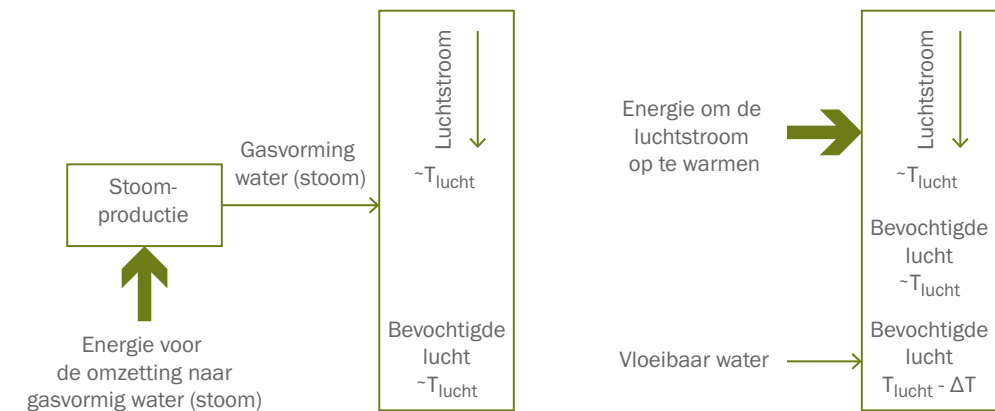 Stoom-
productie
Energie voor
de omzetting naar
gasvormig water (stoom)
Gasvorming
water (stoom)
Luchtstroom
~Tlucht
Bevochtigde
lucht
~Tlucht
Energie om de
luchtstroom
op te warmen
Vloeibaar water
Luchtstroom
~Tlucht
Bevochtigde
lucht
~Tlucht
Bevochtigde
lucht
Tlucht - ΔT